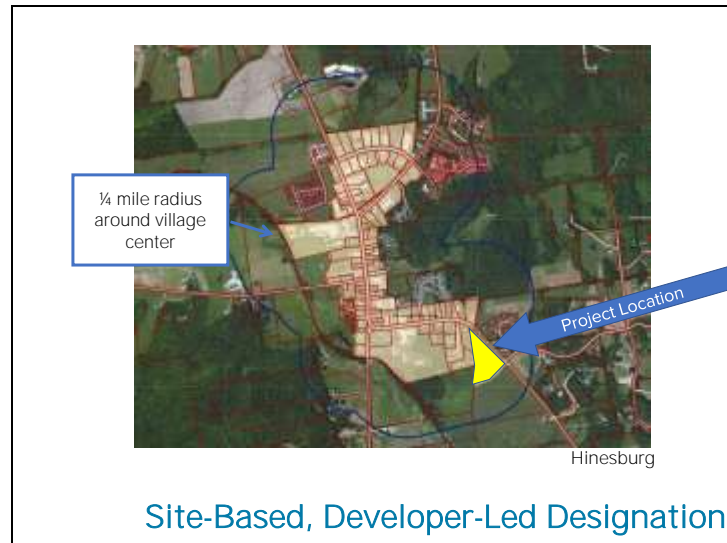 ¼ mile radius
around village
center
Project Location
Hinesburg
Site-Based, Developer-Led Designation